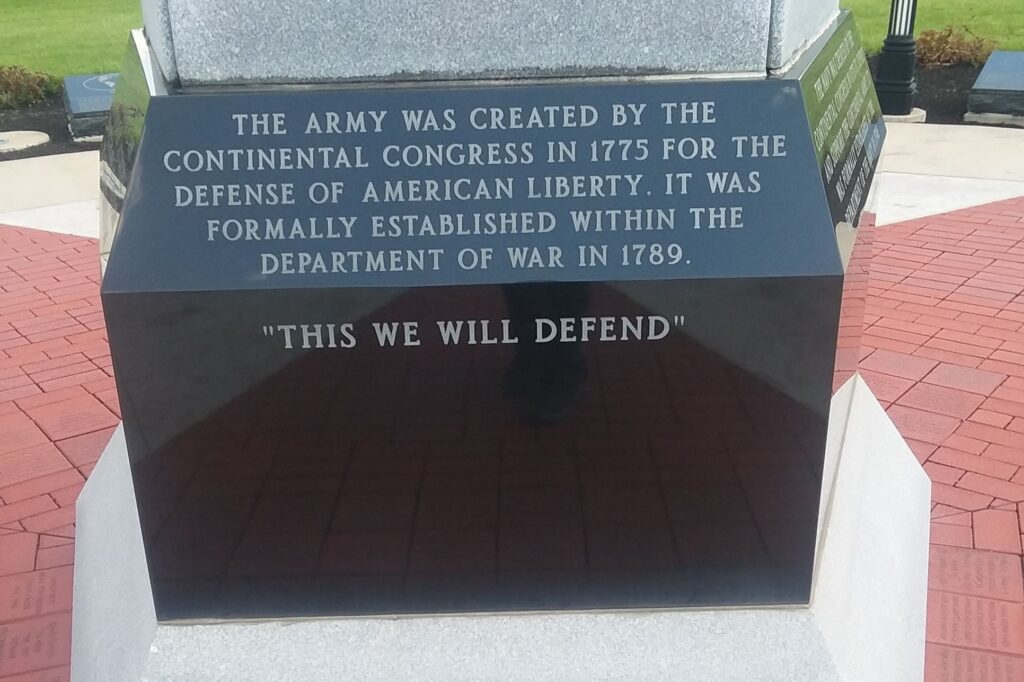 THE ARMY WAS CREATED BY THE
CONTINENTAL CONGRESS IN 1775 FOR THE
DEFENSE OF AMERICAN LIBERTY. IT WAS
FORMALLY ESTABLISHED WITHIN THE
DEPARTMENT OF WAR IN 1789.
"THIS WE WILL DEFEND"